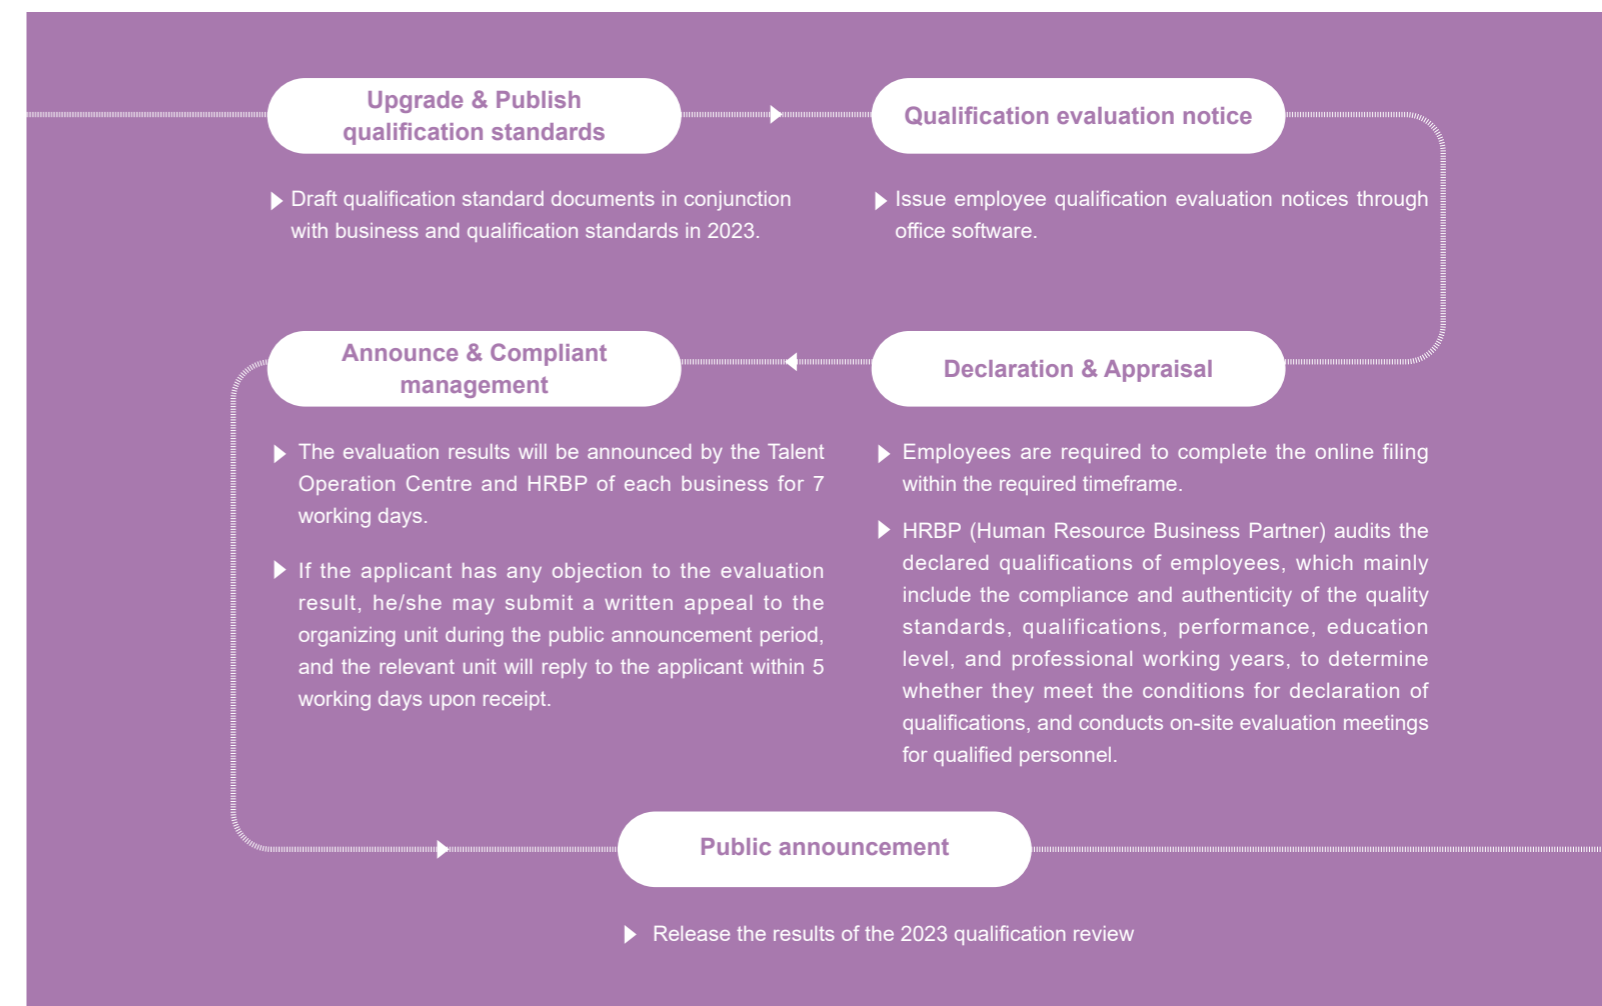 Upgrade & Publish
qualification standards
Draft qualification standard documents in conjunction
with business and qualification standards in 2023.
Qualification evaluation notice
Issue employee qualification evaluation notices through
office software.
Declaration & Appraisal
Employees are required to complete the online filing
within the required timeframe.
HRBP (Human Resource Business Partner) audits the
declared qualifications of employees, which mainly
include the compliance and authenticity of the quality
standards, qualifications, performance, education
level, and professional working years, to determine
whether they meet the conditions for declaration of
qualifications, and conducts on-site evaluation meetings
for qualified personnel.
Announce & Compliant
management
The evaluation results will be announced by the Talent
Operation Centre and HRBP of each business for 7
working days.
If the applicant has any objection to the evaluation
result, he/she may submit a written appeal to the
organizing unit during the public announcement period,
and the relevant unit will reply to the applicant within 5
working days upon receipt.
Public announcement
Release the results of the 2023 qualification review